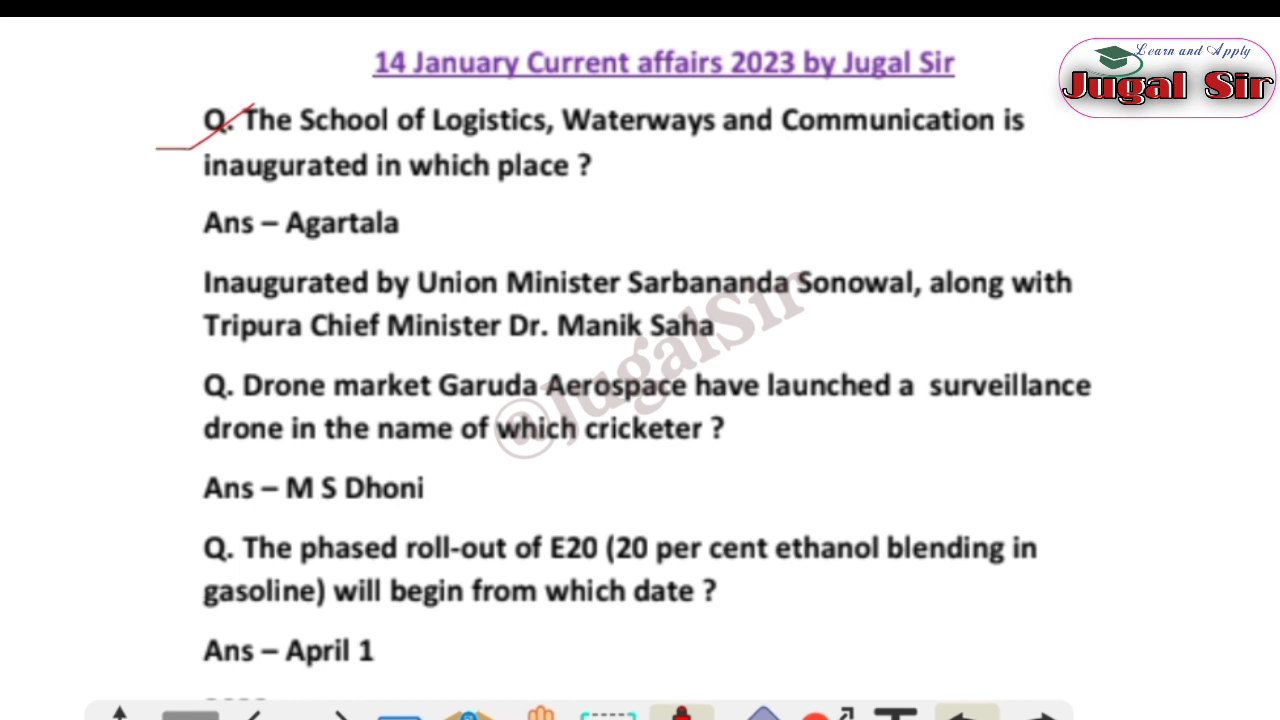 14 January Current affairs 2023 by Jugal Sir
Learn and Apply
Jugal Sir
Q. The School of Logistics, Waterways and Communication is
inaugurated in which place ?
Ans – Agartala
Inaugurated by Union Minister Sarbananda Sonowal, along with
Tripura Chief Minister Dr. Manik Saha
@JugalSir
Q. Drone market Garuda Aerospace have launched a surveillance
drone in the name of which cricketer ?
Ans – M S Dhoni
Q. The phased roll-out of E20 (20 per cent ethanol blending in
gasoline) will begin from which date ?
Ans – April 1